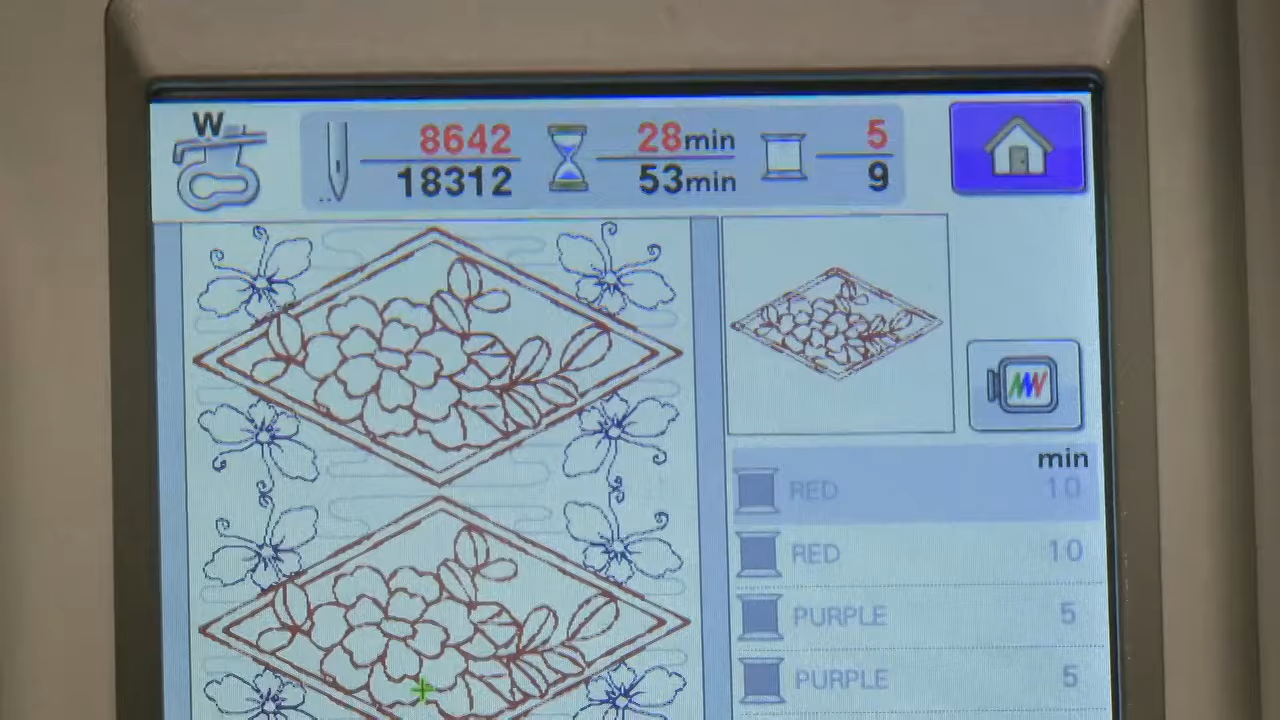 W
8642 28min 5
18312 53min 9
min
RED 10
RED 10
PURPLE 5
PURPLE 5